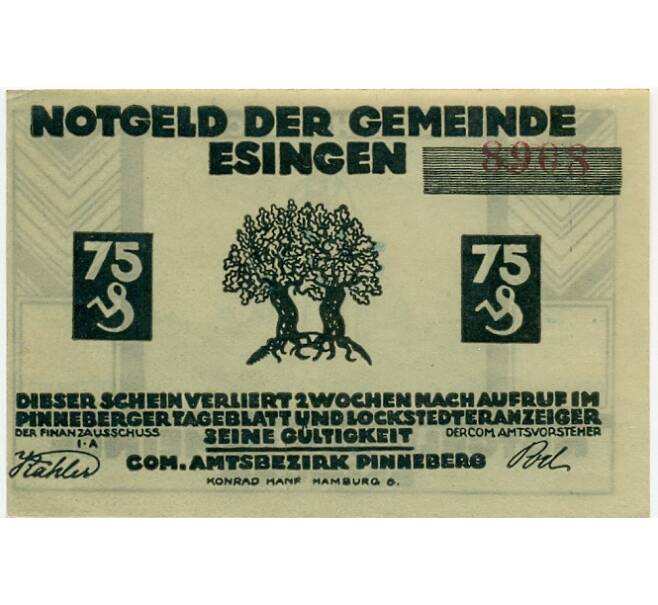 NOTGELD DER GEMEINDE
ESINGEN
8968
75
75
DIESER SCHEIN VERLIERT 2 WOCHEN NACH AUFRUF IM
PINNEBERGER TAGEBLATT UND LOCKSTEDTER ANZEIGER
DER FINANZAUSSCHUSS SEINE GÜLTIGKEIT DER COM. AMTSVORSTEHER
I·A
COM. AMTSBEZIRK PINNEBERG
KONRAD HANF HAMBURG 8.